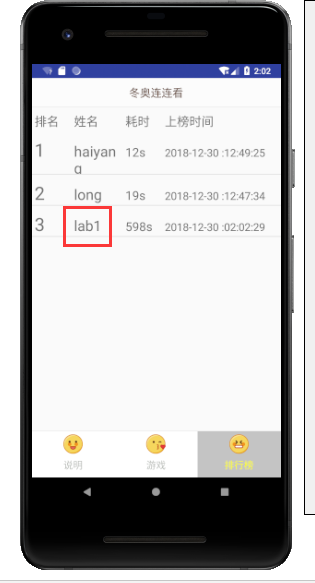 2:02
冬奥连连看
排名 姓名 耗时 上榜时间
1 haiyang 12s 2018-12-30 :12:49:25
2 long 19s 2018-12-30 :12:47:34
3 lab1 598s 2018-12-30 :02:02:29
说明 游戏 排行榜